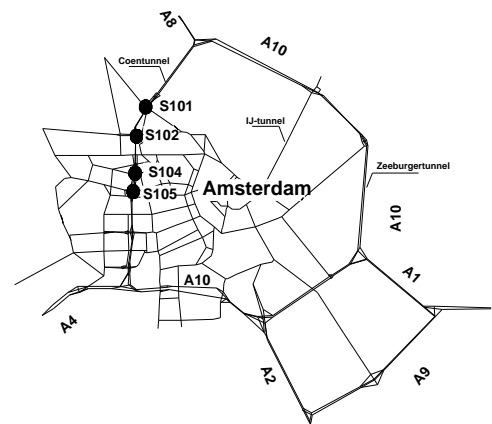 A8
A10
Coentunnel
S101
IJ-tunnel
S102
Zeeburgertunnel
S104
Amsterdam
S105
A10
A10
A1
A4
A2
A9